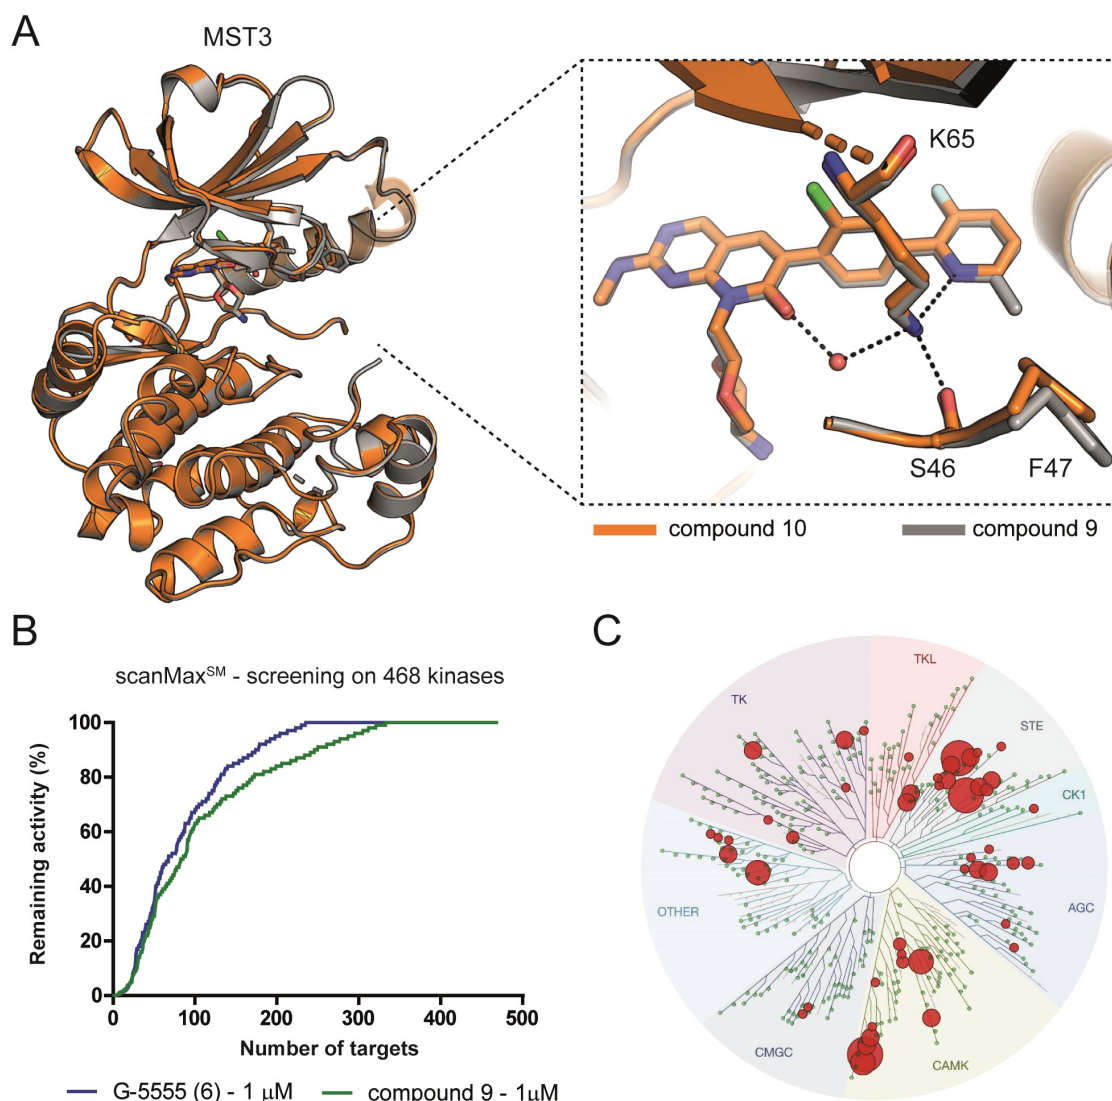 A
MST3
K65
S46
F47
compound 10
compound 9
B
scanMaxSM - screening on 468 kinases
Remaining activity (%)
100
80
60
40
20
0
0 100 200 300 400 500
Number of targets
G-5555 (6) - 1 μM
compound 9 - 1μM
C
TKL
TK
STE
CK1
OTHER
AGC
CMGC
CAMK